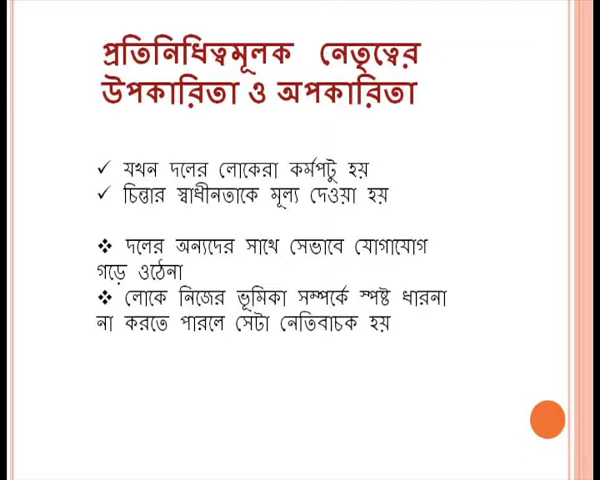 প্রতিনিধিত্বমূলক নেতৃত্বের
উপকারিতা ও অপকারিতা
✓ যখন দলের লোকেরা কর্মপটু হয়
✓ চিন্তার স্বাধীনতাকে মূল্য দেওয়া হয়
❖ দলের অন্যদের সাথে সেভাবে যোগাযোগ
গড়ে ওঠেনা
❖ লোকে নিজের ভূমিকা সম্পর্কে স্পষ্ট ধারনা
না করতে পারলে সেটা নেতিবাচক হয়